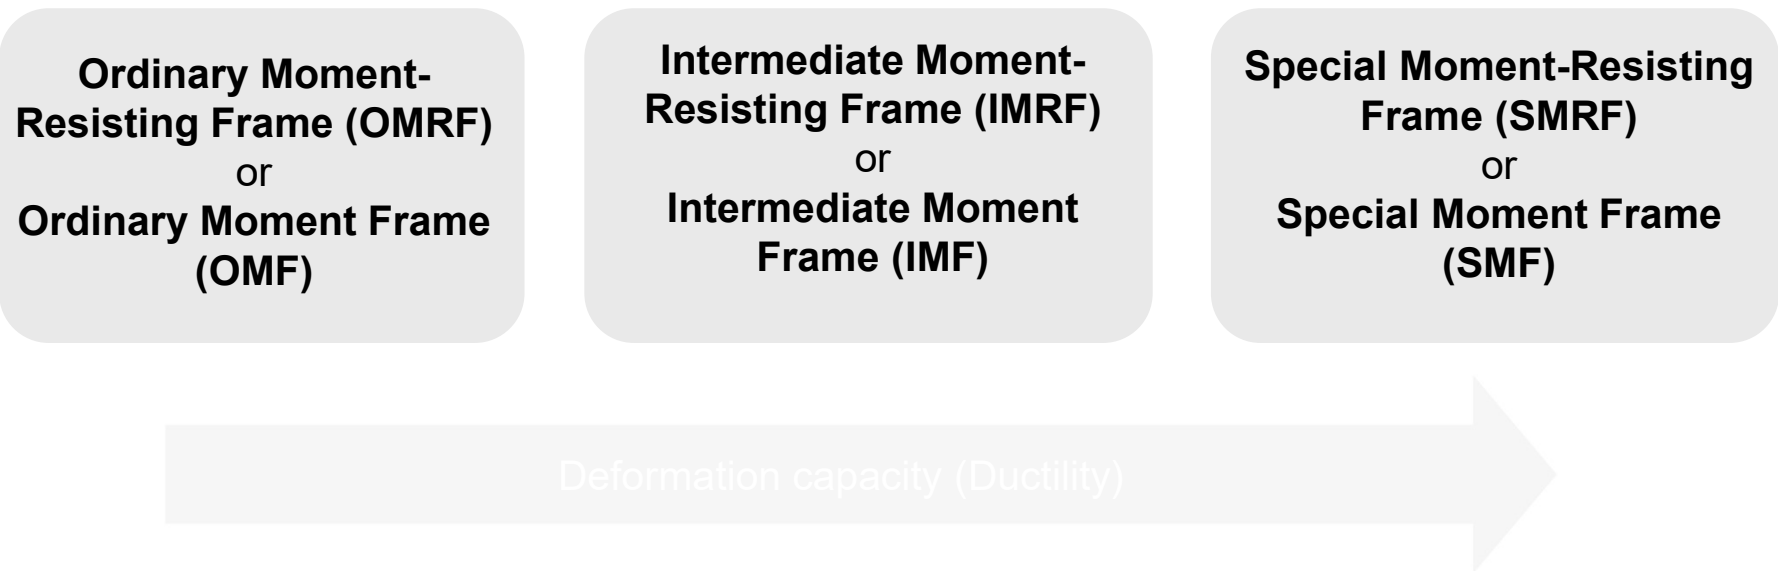 Ordinary Moment-
Resisting Frame (OMRF)
or
Ordinary Moment Frame
(OMF)
Intermediate Moment-
Resisting Frame (IMRF)
or
Intermediate Moment
Frame (IMF)
Special Moment-Resisting
Frame (SMRF)
or
Special Moment Frame
(SMF)
Deformation capacity (Ductility)